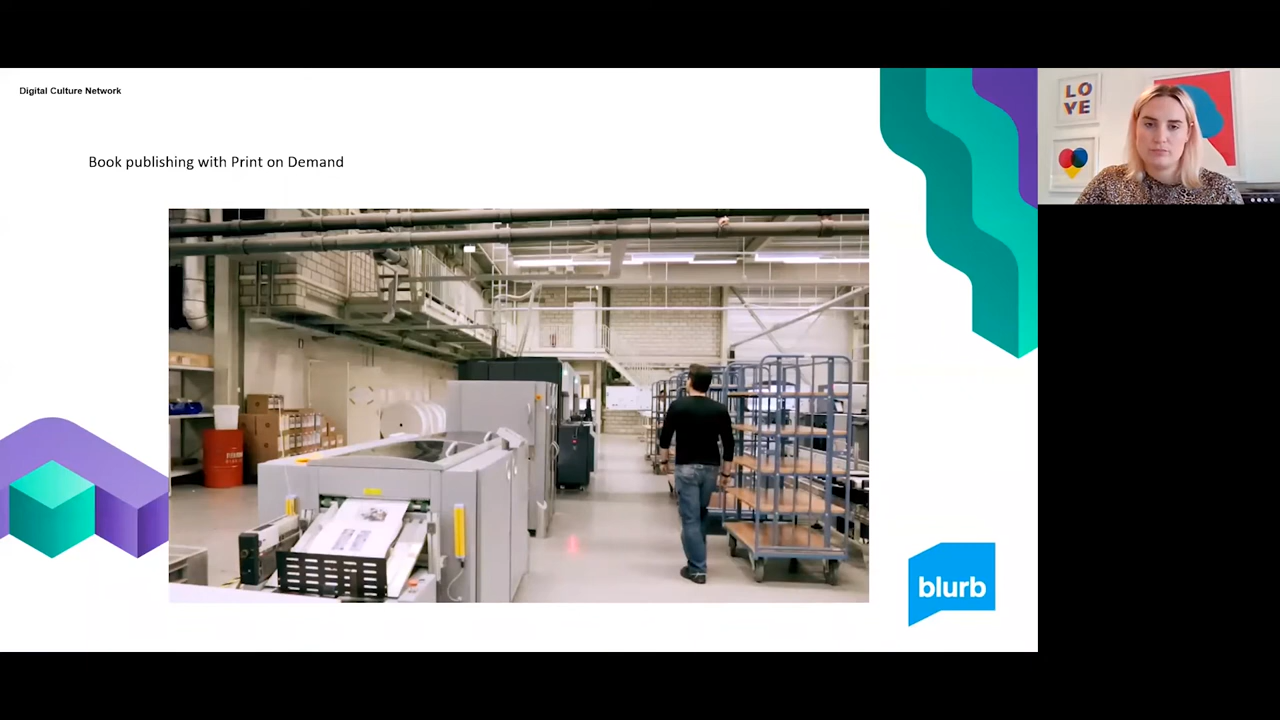 Digital Culture Network
Book publishing with Print on Demand
LO
VE
blurb